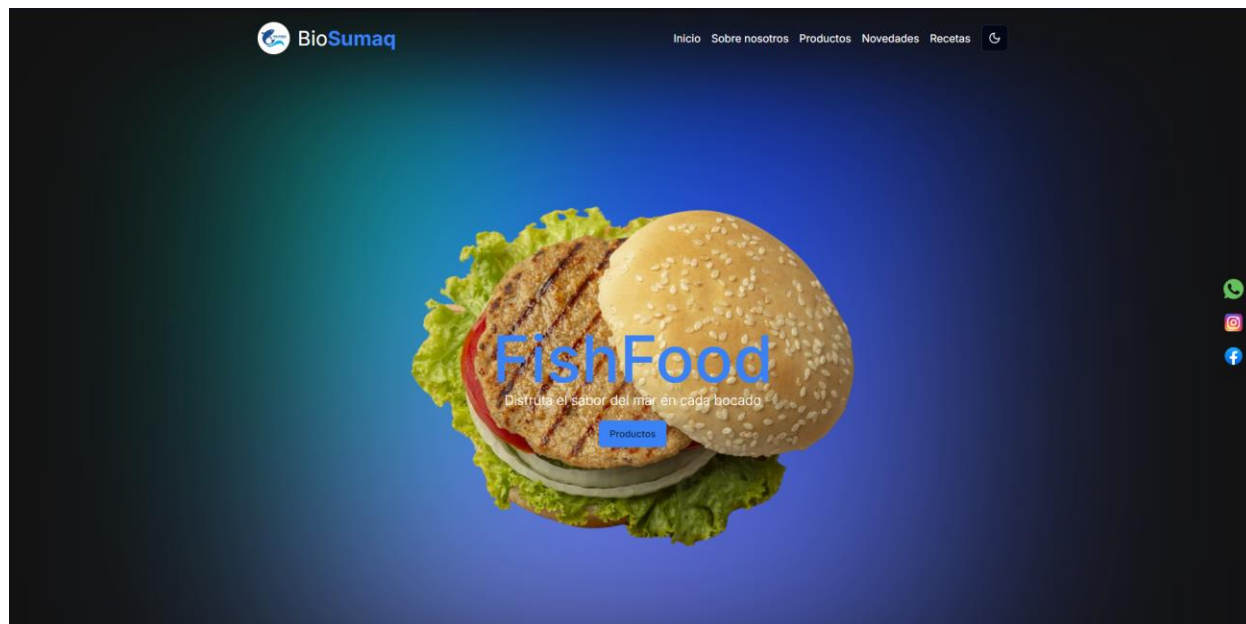 BioSumaq
Inicio Sobre nosotros Productos Novedades Recetas
FishFood
Disfruta el sabor del mar en cada bocado
Productos